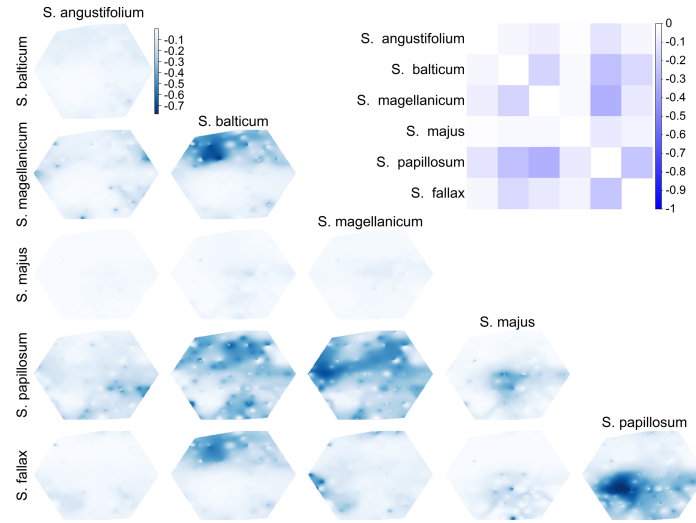 S. angustifolium
S. balticum
-0.1
-0.2
-0.3
-0.4
-0.5
-0.6
-0.7
S. magellanicum
S. balticum
S. majus
S. magellanicum
S. papillosum
S. majus
S. fallax
S. papillosum
S. angustifolium
S. balticum
S. magellanicum
S. majus
S. papillosum
S. fallax
0
-0.1
-0.2
-0.3
-0.4
-0.5
-0.6
-0.7
-0.8
-0.9
-1